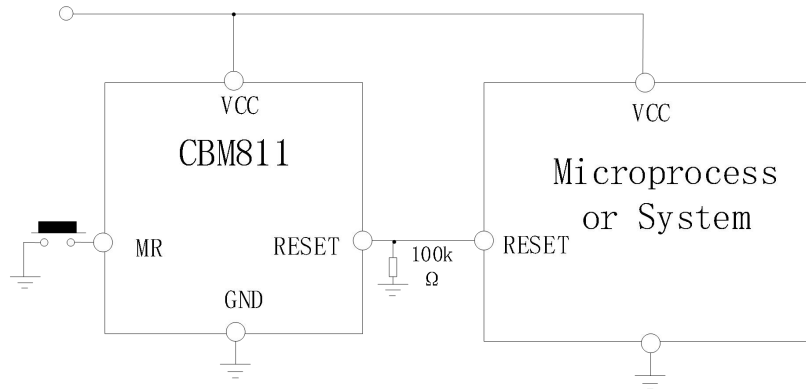 VCC
CBM811
MR
RESET
GND
100k
Ω
VCC
Microprocess
or System
RESET